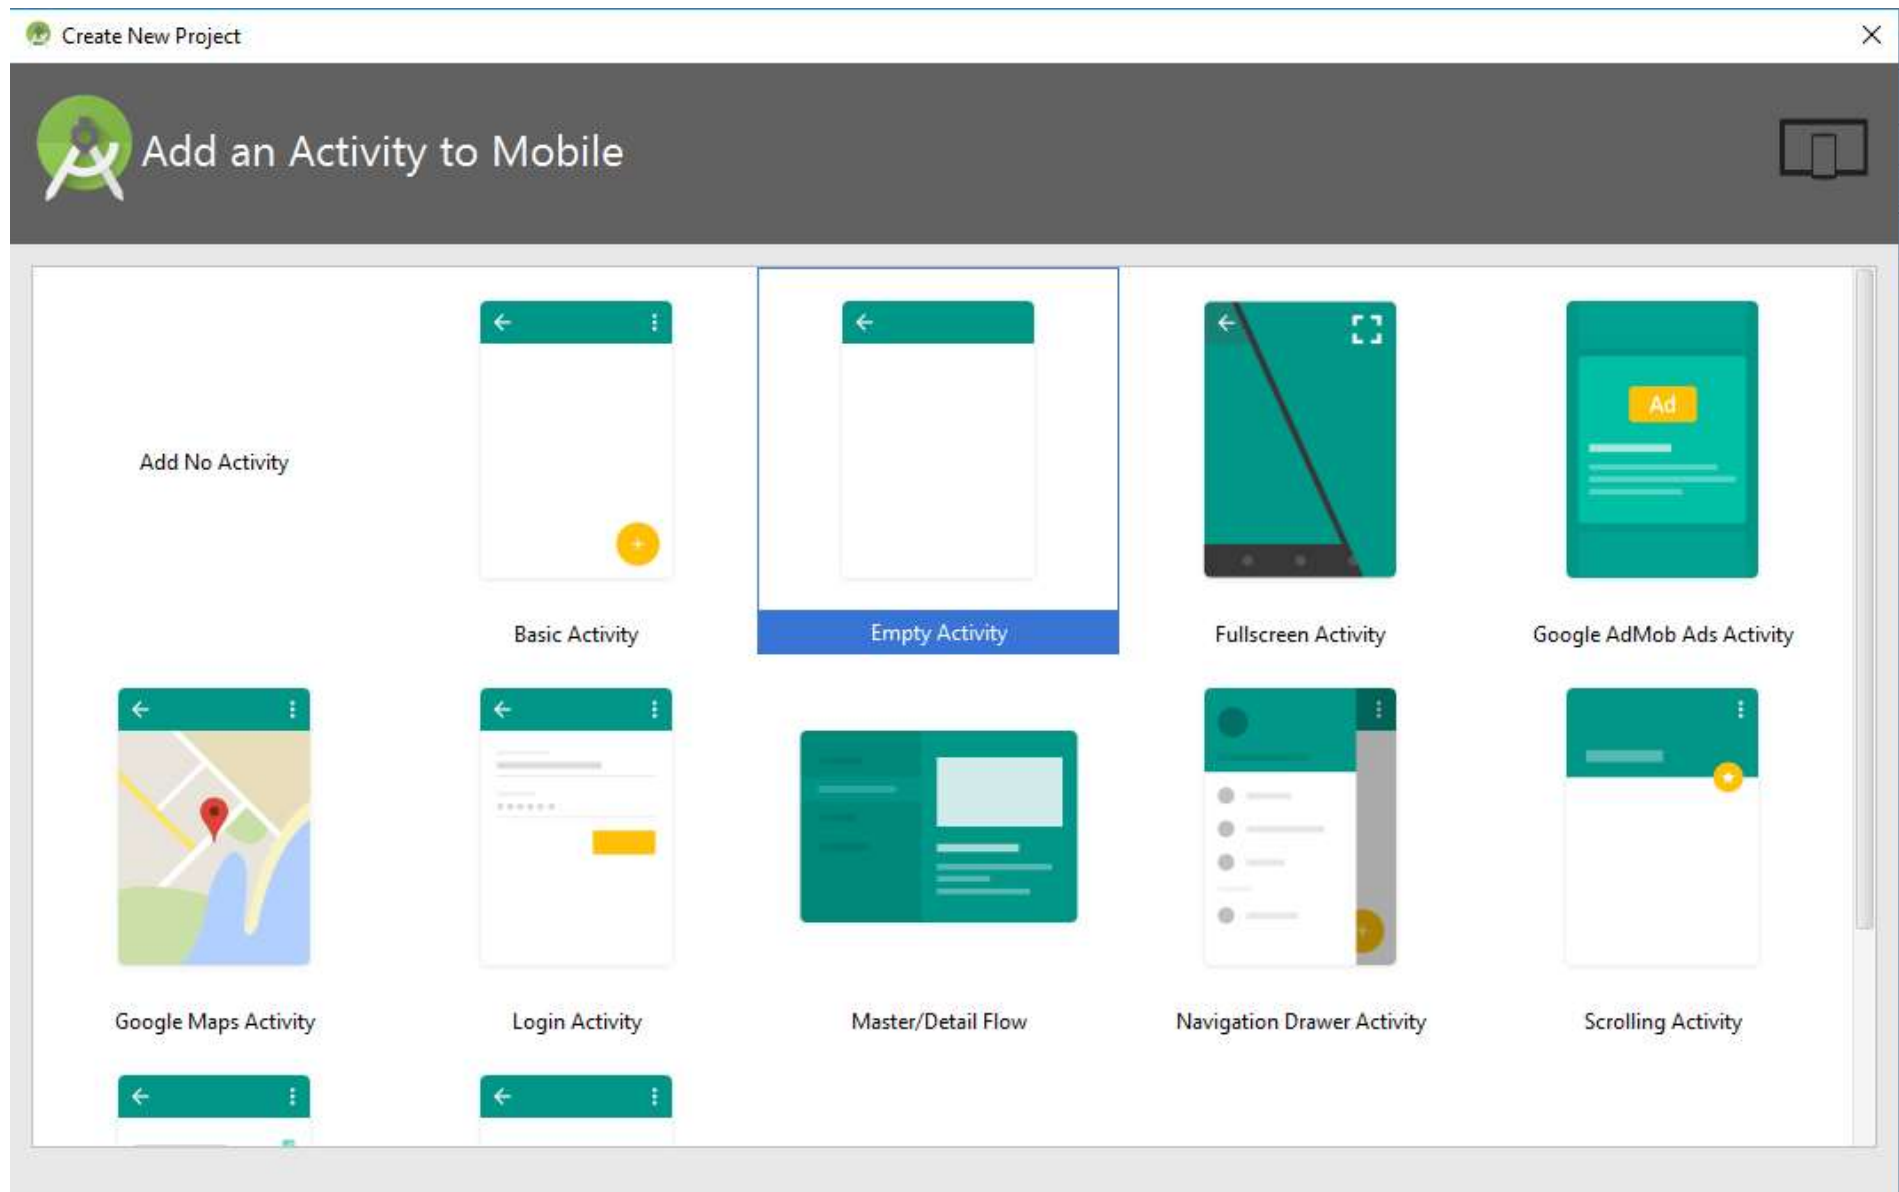 Create New Project
Add an Activity to Mobile
Ad
Add No Activity
Basic Activity
Empty Activity
Fullscreen Activity
Google AdMob Ads Activity
Google Maps Activity
Login Activity
Master/Detail Flow
Navigation Drawer Activity
Scrolling Activity